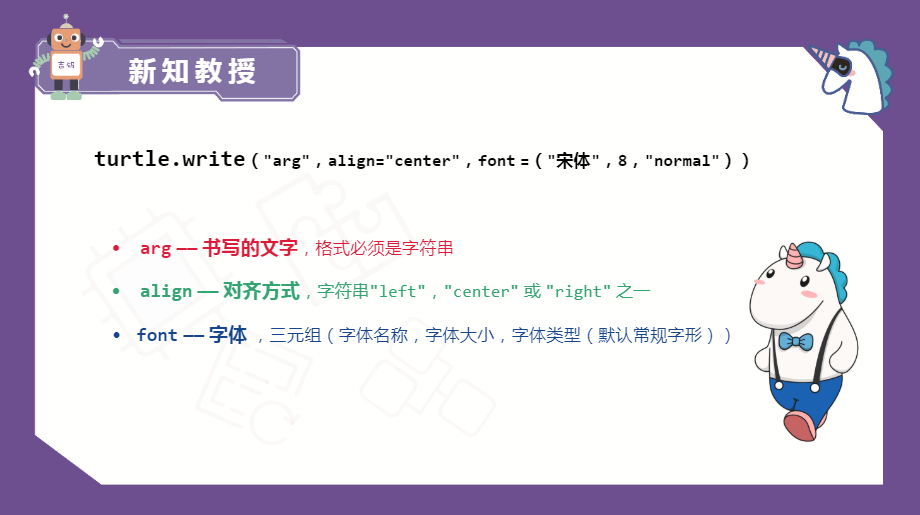 新知教授
turtle.write（"arg"，align="center"，font =（"宋体"，8，"normal"））
• arg —— 书写的文字，格式必须是字符串
• align —— 对齐方式，字符串"left"，"center" 或 "right" 之一
• font —— 字体 ，三元组（字体名称，字体大小，字体类型（默认常规字形））